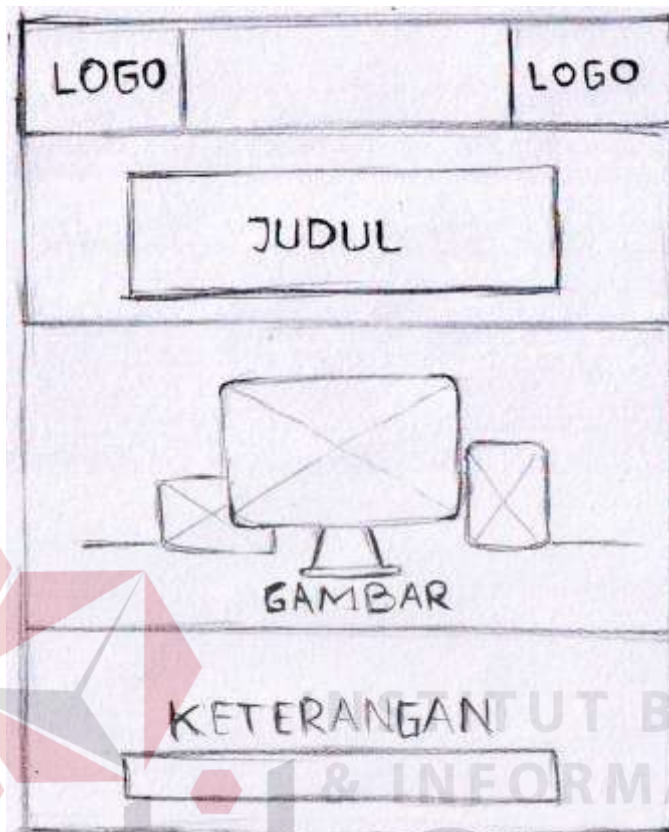 LOGO LOGO
JUDUL
GAMBAR
KETERANGAN
INSTITUT B
& INFORMA